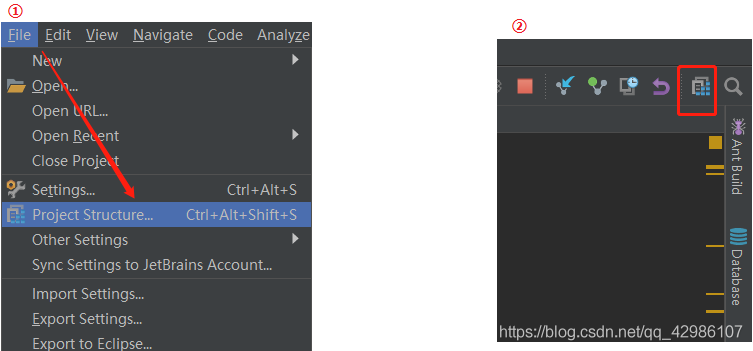 ①
File Edit View Navigate Code Analyze
New
Open...
Open URL...
Open Recent
Close Project
Settings... Ctrl+Alt+S
Project Structure... Ctrl+Alt+Shift+S
Other Settings
Sync Settings to JetBrains Account...
Import Settings...
Export Settings...
Export to Eclipse...
②
Ant Build
Database
https://blog.csdn.net/qq_42986107